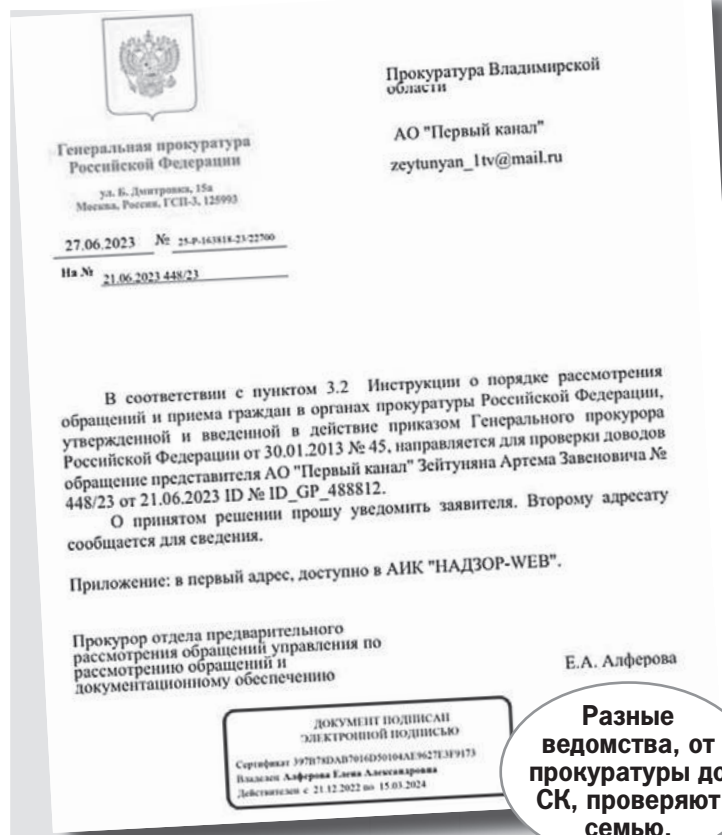 Генеральная прокуратура
Российской Федерации
ул. Б. Дмитровка, 15а
Москва, Россия, ГСП-3, 125993
27.06.2023 № 25-Р-163818-23/22700
На № 21.06.2023 448/23
Прокуратура Владимирской
области
АО "Первый канал"
zeytunyan_1tv@mail.ru
В соответствии с пунктом 3.2 Инструкции о порядке рассмотрения
обращений и приема граждан в органах прокуратуры Российской Федерации,
утвержденной и введенной в действие приказом Генерального прокурора
Российской Федерации от 30.01.2013 № 45, направляется для проверки доводов
обращение представителя АО "Первый канал" Зейтуняна Артема Завеновича №
448/23 от 21.06.2023 ID № ID_GP_488812.
О принятом решении прошу уведомить заявителя. Второму адресату
сообщается для сведения.
Приложение: в первый адрес, доступно в АИК "НАДЗОР-WEB".
Прокурор отдела предварительного
рассмотрения обращений управления по
рассмотрению обращений и
документационному обеспечению
Е.А. Алферова
ДОКУМЕНТ ПОДПИСАН
ЭЛЕКТРОННОЙ ПОДПИСЬЮ
Сертификат 397B78DAB7016D50104AE9627E3F9173
Владелец Алферова Елена Александровна
Действителен с 21.12.2022 по 15.03.2024
Разные
ведомства, от
прокуратуры до
СК, проверяют
семью.